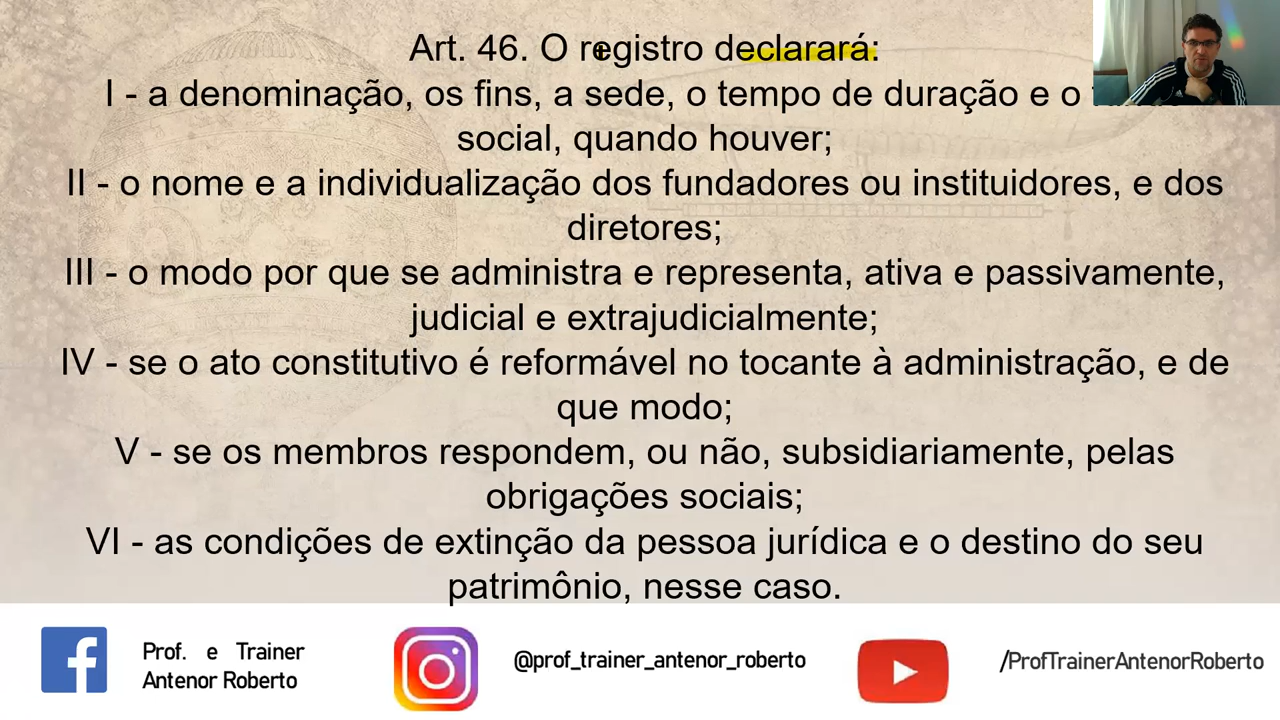 Art. 46. O registro declarará:
I - a denominação, os fins, a sede, o tempo de duração e o
social, quando houver;
II - o nome e a individualização dos fundadores ou instituidores, e dos
diretores;
III - o modo por que se administra e representa, ativa e passivamente,
judicial e extrajudicialmente;
IV - se o ato constitutivo é reformável no tocante à administração, e de
que modo;
V - se os membros respondem, ou não, subsidiariamente, pelas
obrigações sociais;
VI - as condições de extinção da pessoa jurídica e o destino do seu
patrimônio, nesse caso.
Prof. e Trainer
Antenor Roberto
@prof_trainer_antenor_roberto
/ProfTrainerAntenorRoberto